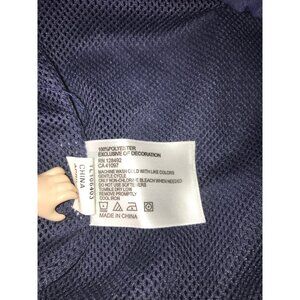 100%POLYESTER
EXCLUSIVE OF DECORATION
RN 128492
CA 41097
MACHINE WASH COLD WITH LIKE COLORS
GENTLE CYCLE
ONLY NON-CHLORINE BLEACH WHEN NEEDED
DO NOT USE SOFTENERS
TUMBLE DRY LOW
REMOVE PROMPTLY
COOL IRON
MADE IN CHINA
CHINA